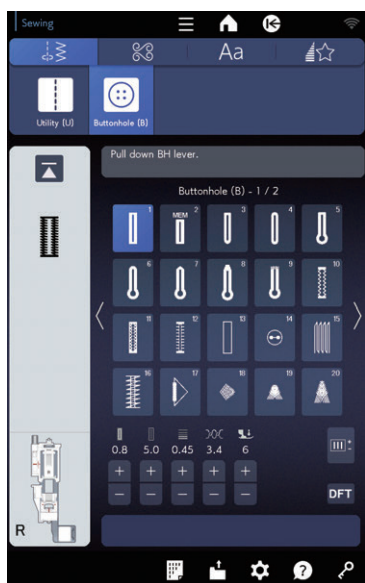 Sewing
Aa
Utility (U)
Buttonhole (B)
Pull down BH lever.
Buttonhole (B) - 1 / 2
1
MEM 2
3
4
5
6
7
8
9
10
11
12
13
14
15
16
17
18
19
20
0.8 5.0 0.45 3.4 6
+ + + + +
− − − − −
DFT
R
?